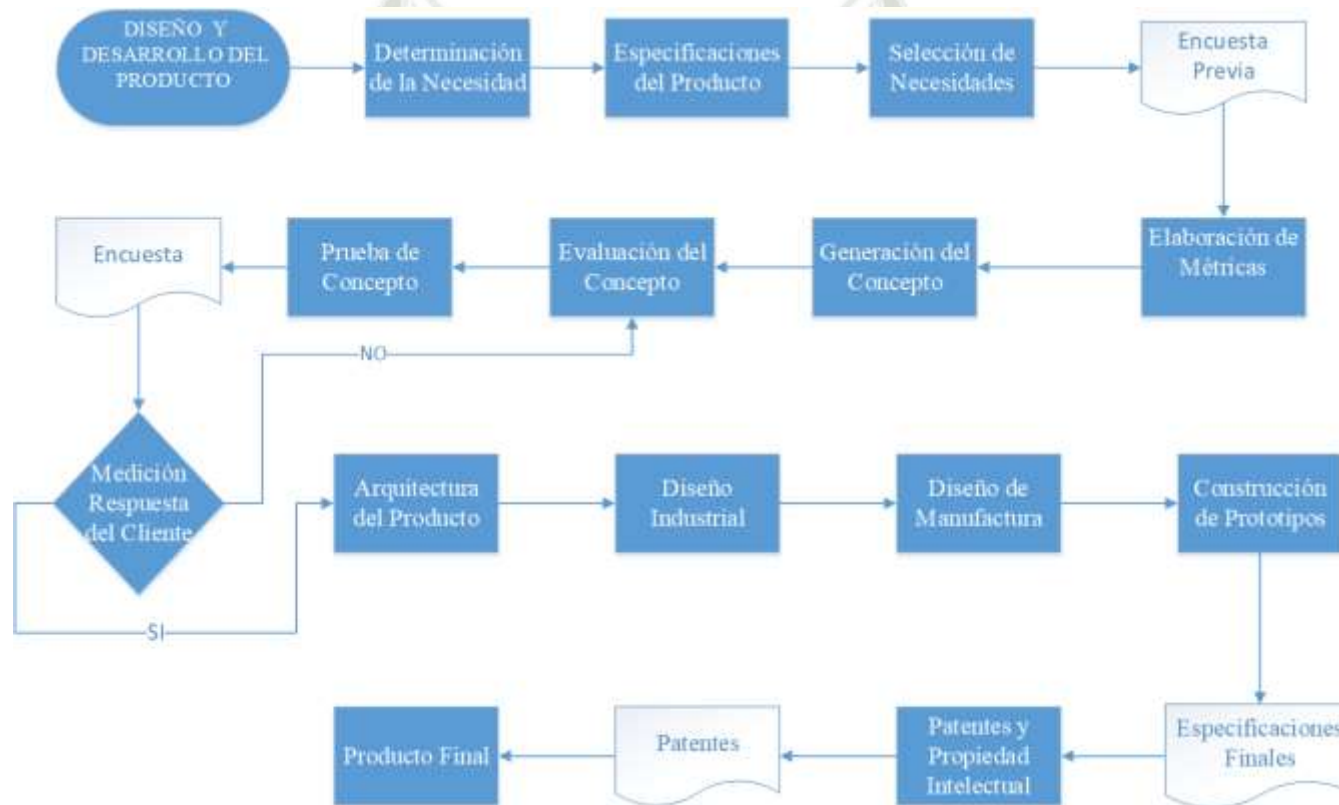 DISEÑO Y
DESARROLLO DEL
PRODUCTO
Determinación
de la Necesidad
Especificaciones
del Producto
Selección de
Necesidades
Encuesta
Previa
Elaboración de
Métricas
Generación del
Concepto
Evaluación del
Concepto
Prueba de
Concepto
Encuesta
NO
Medición
Respuesta
del Cliente
SI
Arquitectura
del Producto
Diseño
Industrial
Diseño de
Manufactura
Construcción
de Prototipos
Especificaciones
Finales
Patentes y
Propiedad
Intelectual
Patentes
Producto Final